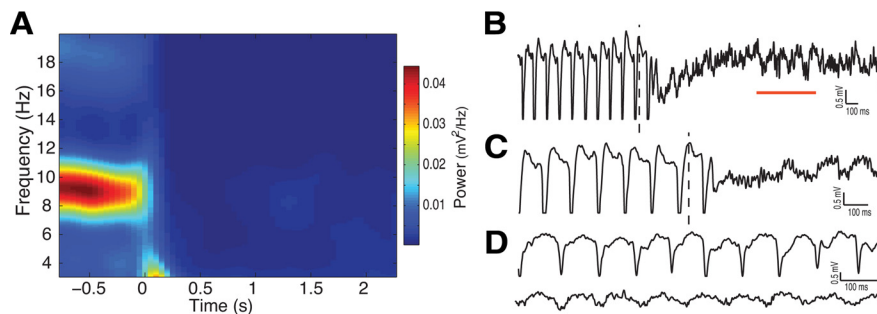 A
Frequency (Hz)
18
16
14
12
10
8
6
4
-0.5
0
0.5
1
1.5
2
Time (s)
0.04
0.03
0.02
0.01
Power (mV²/Hz)
B
0.5 mV
100 ms
C
0.5 mV
100 ms
D
0.5 mV
100 ms